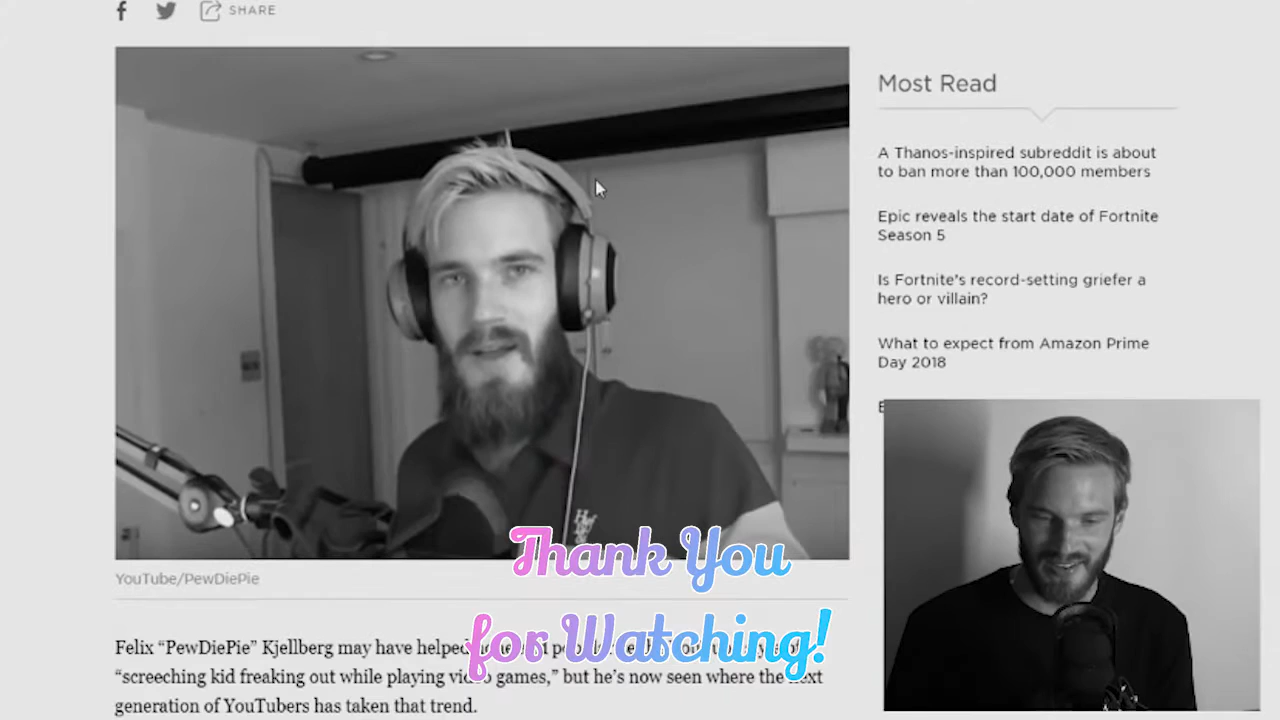 SHARE
Most Read
A Thanos-inspired subreddit is about
to ban more than 100,000 members
Epic reveals the start date of Fortnite
Season 5
Is Fortnite's record-setting griefer a
hero or villain?
What to expect from Amazon Prime
Day 2018
YouTube/PewDiePie
Thank You
for Watching!
Felix “PewDiePie” Kjellberg may have helped
“screeching kid freaking out while playing video games,” but he's now seen where the next
generation of YouTubers has taken that trend.